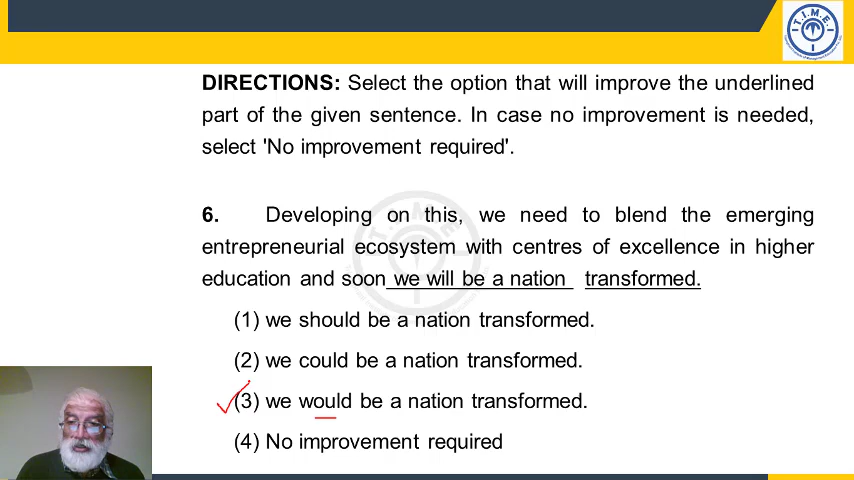 T.I.M.E.
DIRECTIONS: Select the option that will improve the underlined
part of the given sentence. In case no improvement is needed,
select 'No improvement required'.
6. Developing on this, we need to blend the emerging
entrepreneurial ecosystem with centres of excellence in higher
education and soon we will be a nation transformed.
(1) we should be a nation transformed.
(2) we could be a nation transformed.
(3) we would be a nation transformed.
(4) No improvement required